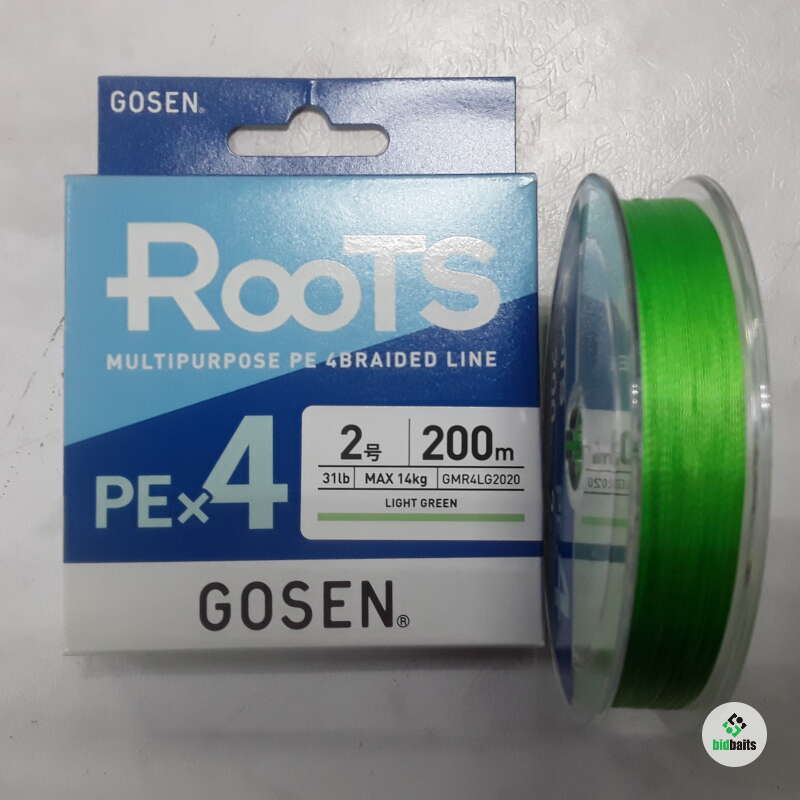 GOSEN®
ROOTS
MULTIPURPOSE PE 4BRAIDED LINE
PE×4
2号 200m
31lb MAX 14kg GMR4LG2020
LIGHT GREEN
GOSEN®
bidbaits